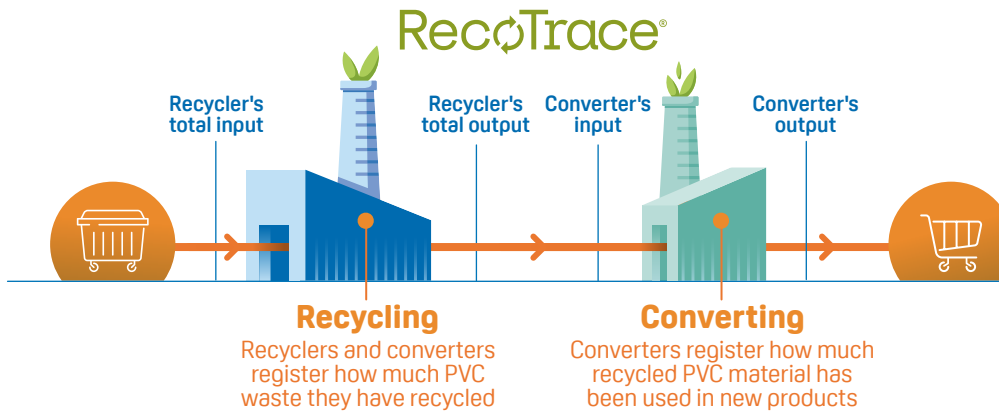 RecoTrace®
Recycler's
total input
Recycler's
total output
Converter's
input
Converter's
output
Recycling
Recyclers and converters
register how much PVC
waste they have recycled
Converting
Converters register how much
recycled PVC material has
been used in new products